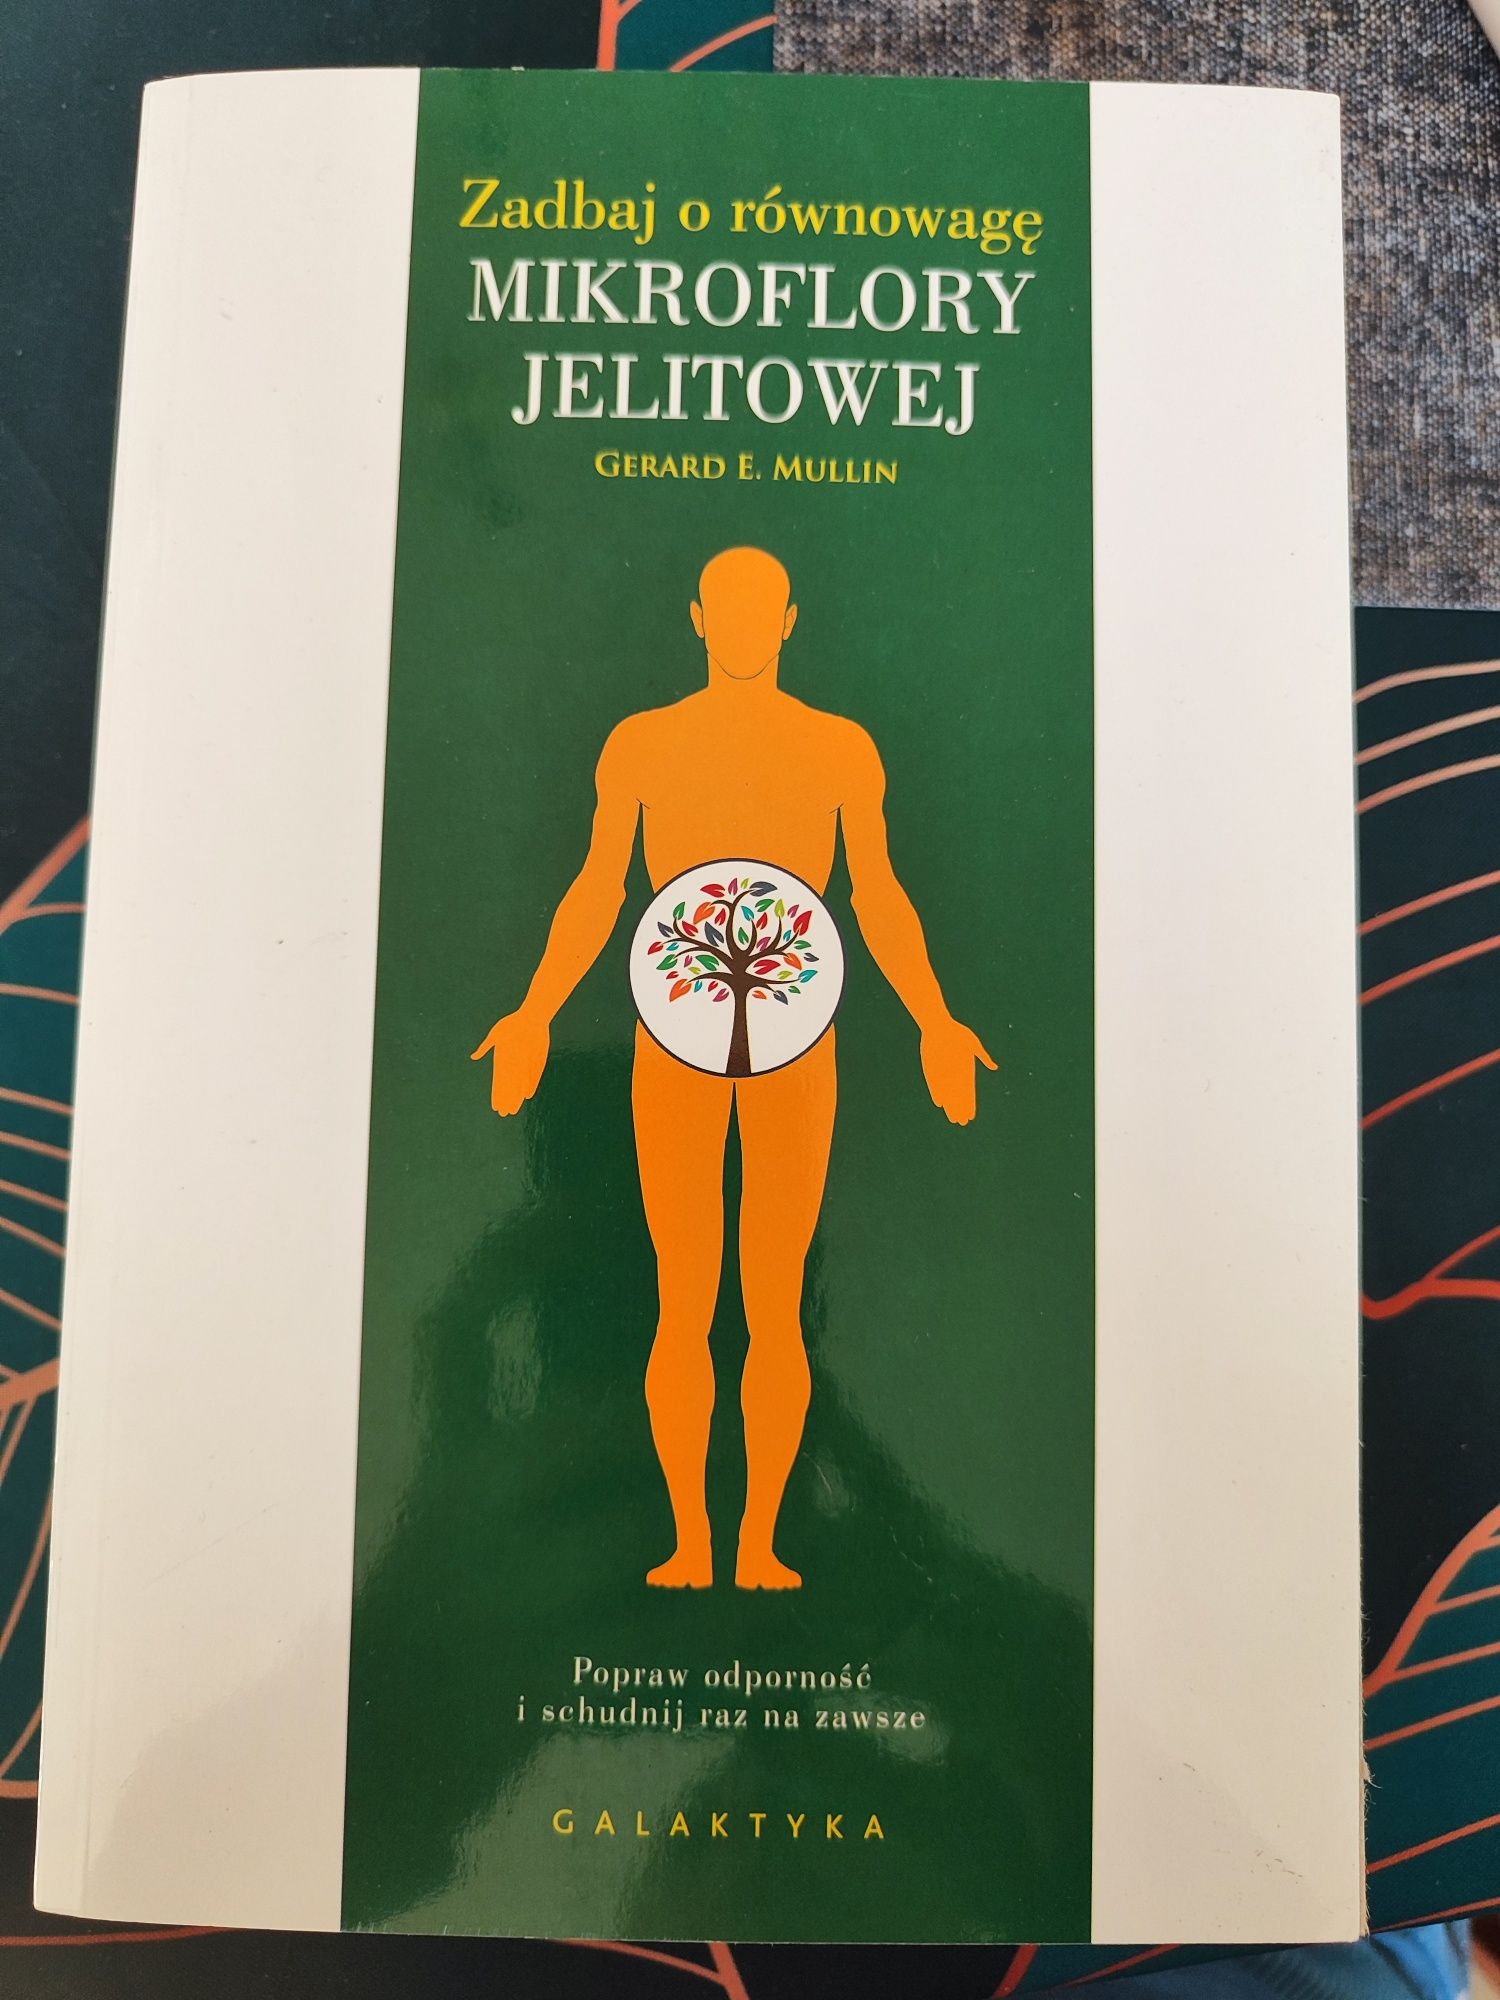 Zadbaj o równowagę
MIKROFLORY
JELITOWEJ
GERARD E. MULLIN
Popraw odporność
i schudnij raz na zawsze
GALAKTYKA